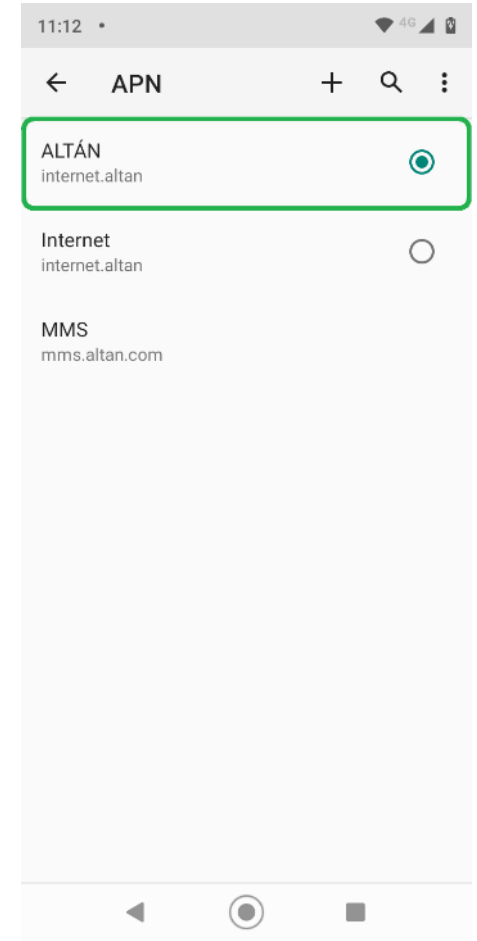 11:12
4G
APN
ALTÁN
internet.altan
Internet
internet.altan
MMS
mms.altan.com